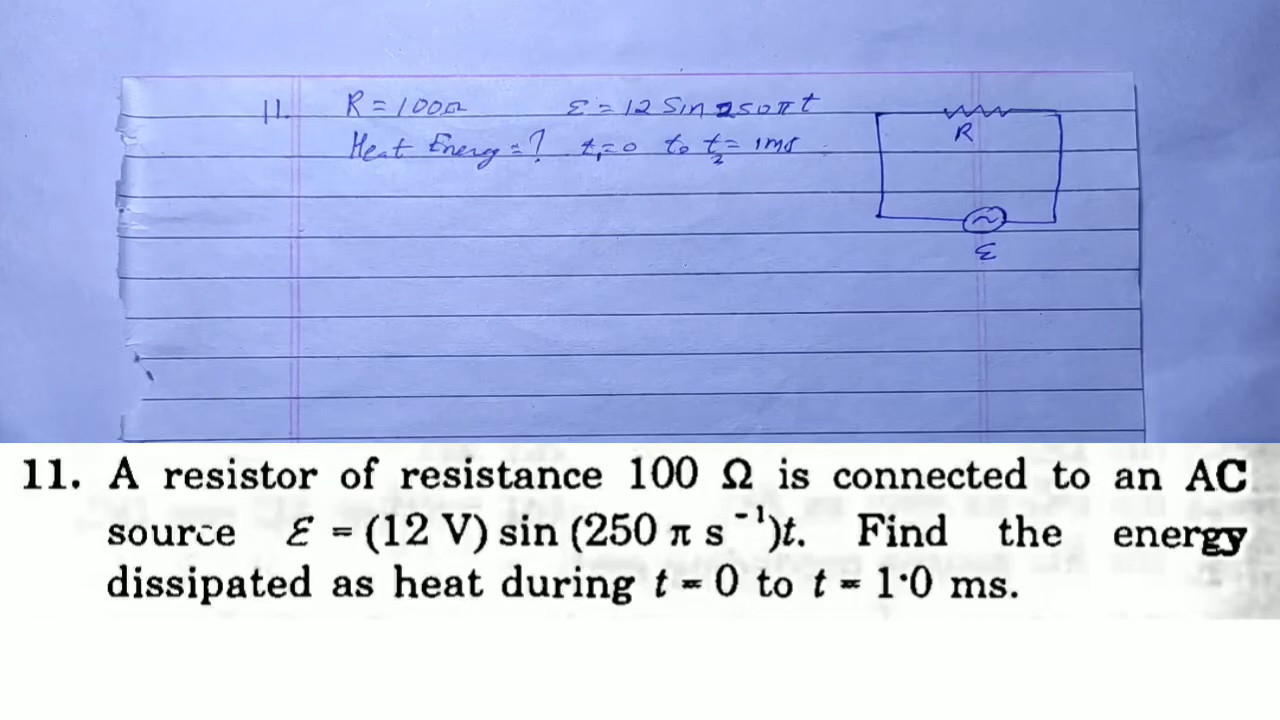 11. R = 100Ω ε = 12 Sin 250π t
Heat Energy = ? t₁=0 to t₂= 1ms
R
ε
11. A resistor of resistance 100 Ω is connected to an AC
source ℰ = (12 V) sin (250 π s⁻¹)t. Find the energy
dissipated as heat during t = 0 to t = 1·0 ms.